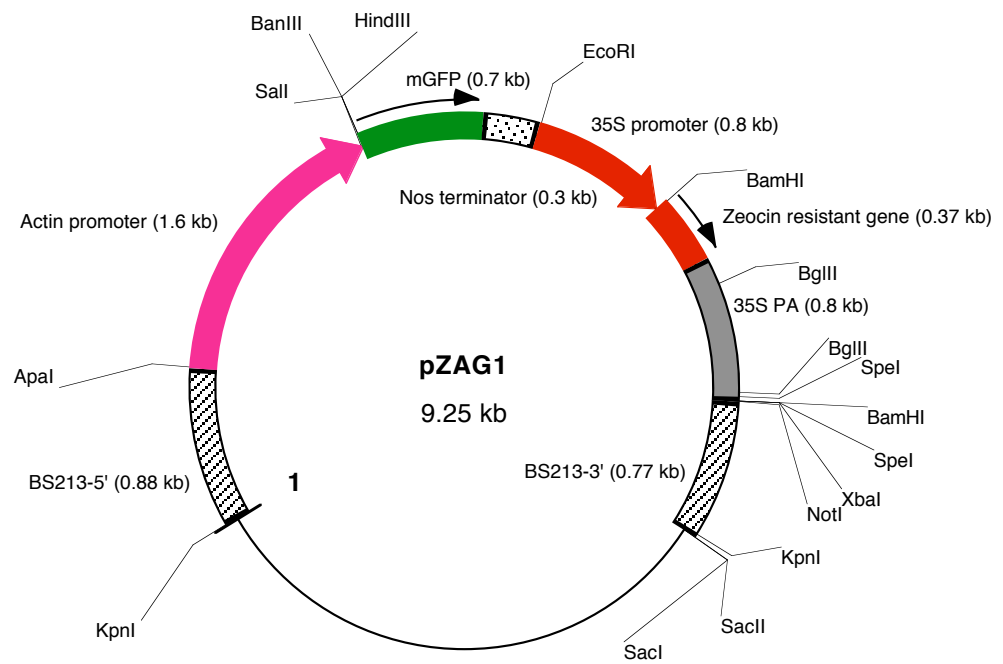 HindIII
BanIII
EcoRI
mGFP (0.7 kb)
SalI
35S promoter (0.8 kb)
BamHI
Nos terminator (0.3 kb)
Zeocin resistant gene (0.37 kb)
Actin promoter (1.6 kb)
BglII
35S PA (0.8 kb)
BglII
SpeI
pZAG1
ApaI
9.25 kb
BamHI
SpeI
BS213-3' (0.77 kb)
BS213-5' (0.88 kb)
1
XbaI
NotI
KpnI
KpnI
SacII
SacI